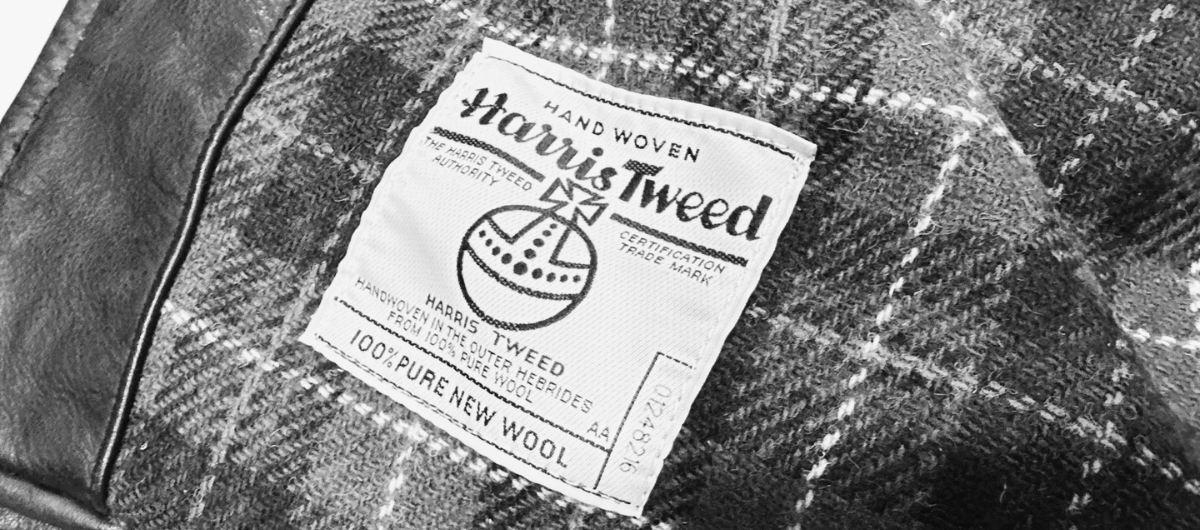 HAND WOVEN
Harris Tweed
THE HARRIS TWEED
AUTHORITY
CERTIFICATION
TRADE MARK
HARRIS TWEED
HANDWOVEN IN THE OUTER HEBRIDES
FROM 100% PURE WOOL
AA
100% PURE NEW WOOL